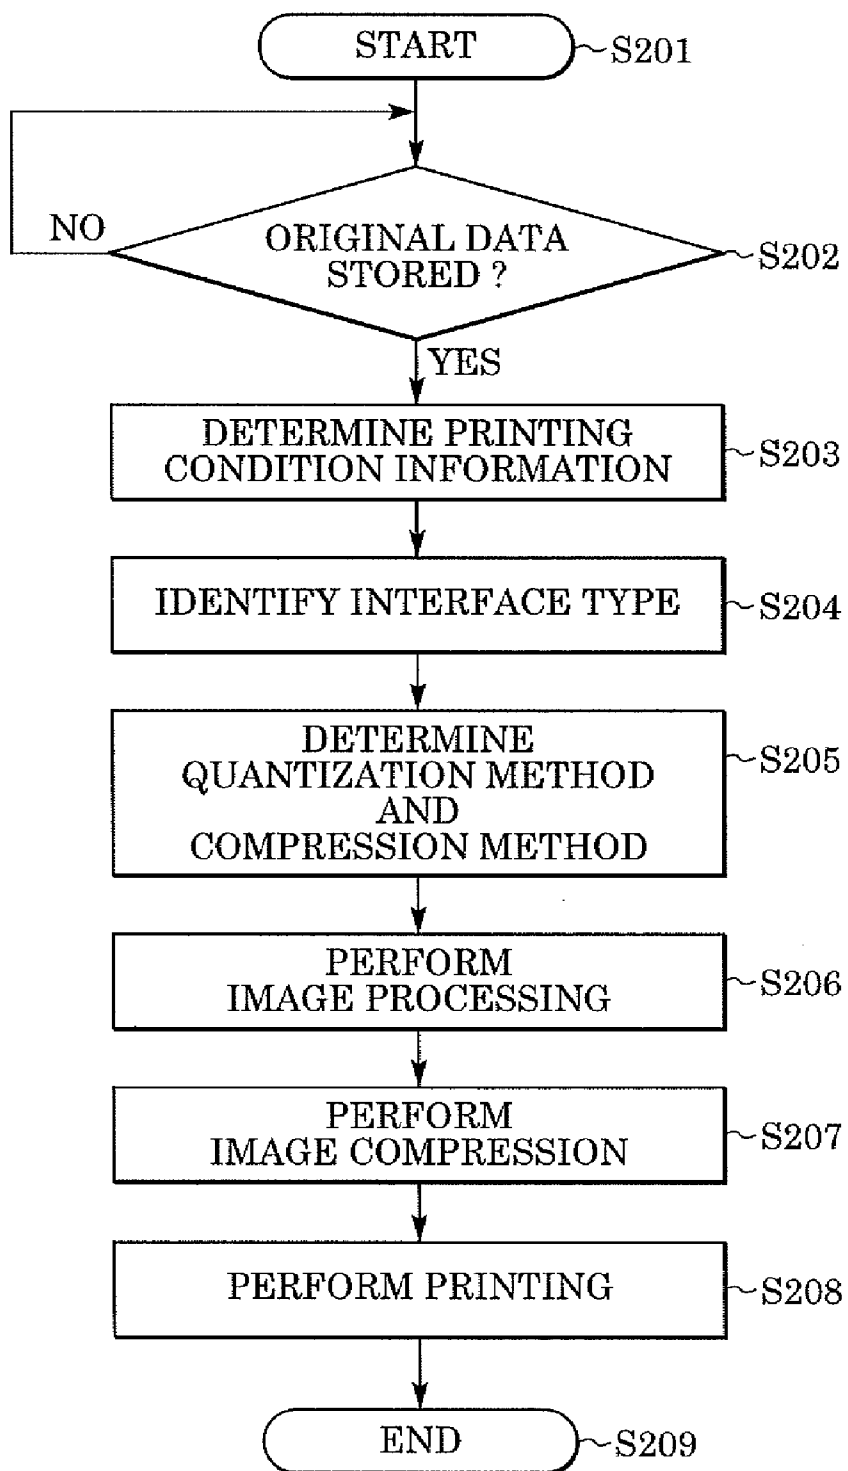 START
S201
NO
ORIGINAL DATA
STORED ?
S202
YES
DETERMINE PRINTING
CONDITION INFORMATION
S203
IDENTIFY INTERFACE TYPE
S204
DETERMINE
QUANTIZATION METHOD
AND
COMPRESSION METHOD
S205
PERFORM
IMAGE PROCESSING
S206
PERFORM
IMAGE COMPRESSION
S207
PERFORM PRINTING
S208
END
S209